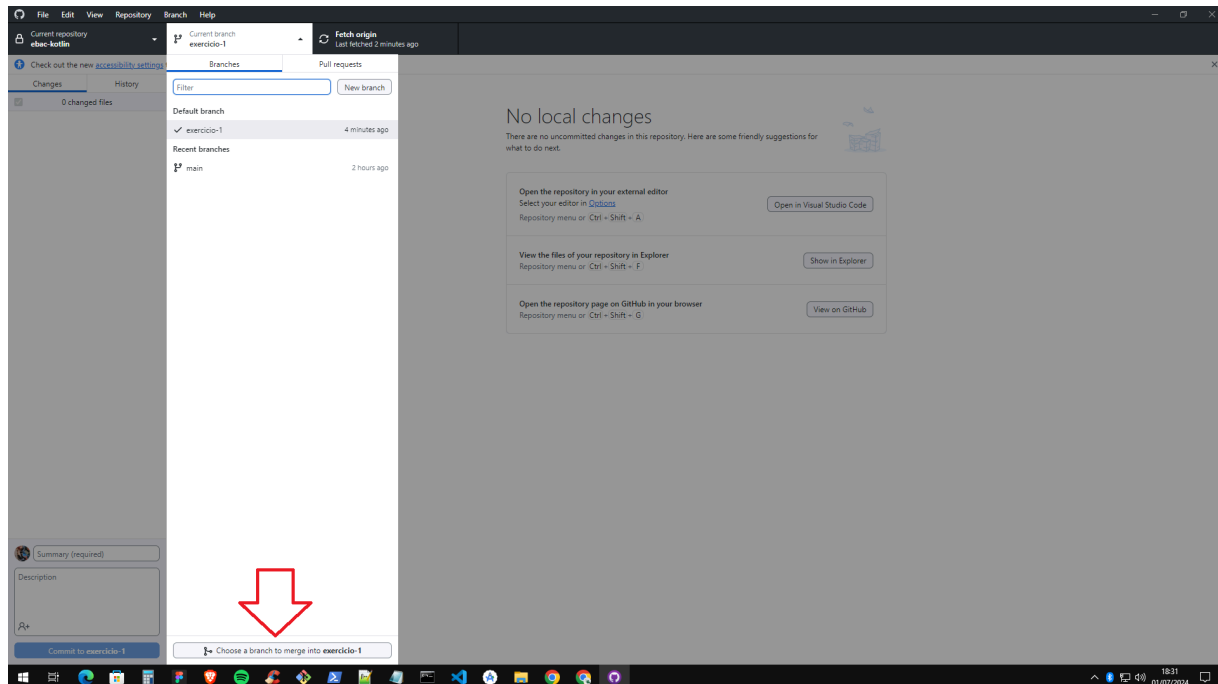 File Edit View Repository Branch Help
Current repository
ebac-kotlin
Current branch
exercicio-1
Fetch origin
Last fetched 2 minutes ago
Check out the new accessibility settings
Changes History
0 changed files
Branches Pull requests
Filter
New branch
Default branch
exercicio-1 4 minutes ago
Recent branches
main 2 hours ago
No local changes
There are no uncommitted changes in this repository. Here are some friendly suggestions for
what to do next.
Open the repository in your external editor
Select your editor in Options
Repository menu or Ctrl + Shift + A
Open in Visual Studio Code
View the files of your repository in Explorer
Repository menu or Ctrl + Shift + F
Show in Explorer
Open the repository page on GitHub in your browser
Repository menu or Ctrl + Shift + G
View on GitHub
Summary (required)
Description
Commit to exercicio-1
Choose a branch to merge into exercicio-1
18:31
01/07/2024